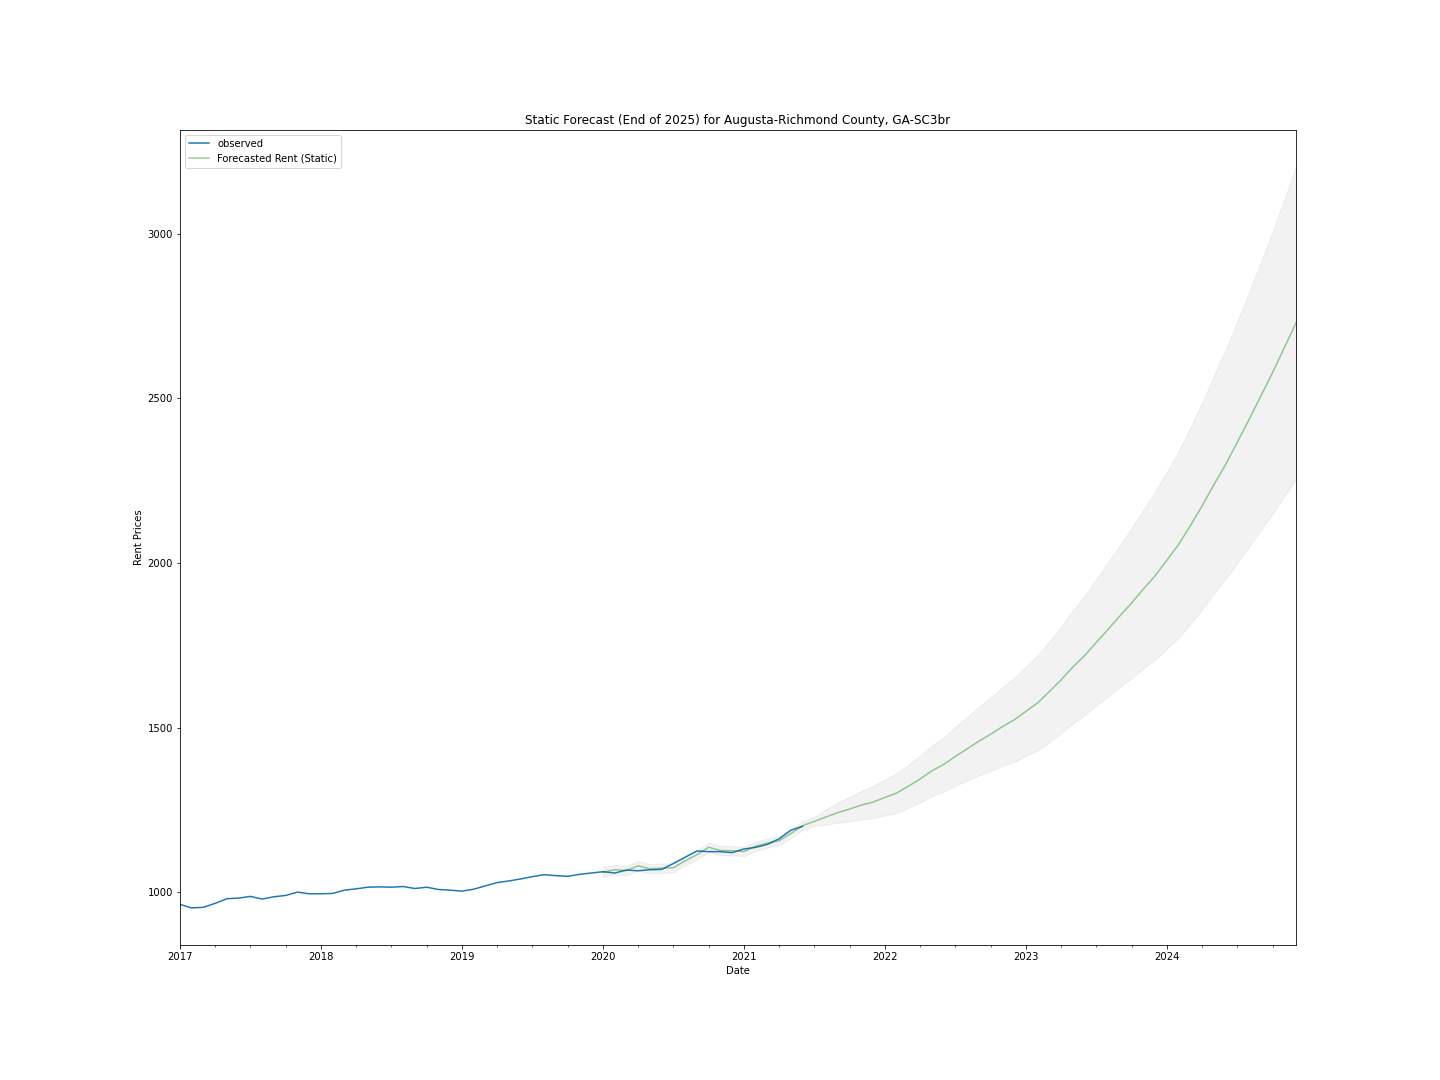 Static Forecast (End of 2025) for Augusta-Richmond County, GA-SC3br
observed
Forecasted Rent (Static)
3000
2500
2000
1500
1000
Rent Prices
2017 2018 2019 2020 2021 2022 2023 2024
Date